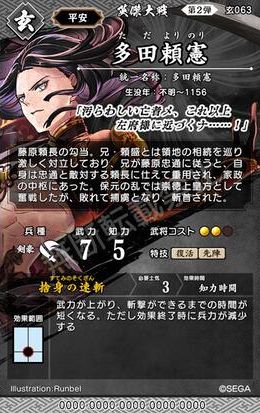 玄
平安
英傑大戦
第2弾
玄063
ただよりのり
多田頼憲
統一名称：多田頼憲
生没年：不明～1156
「汚らわしい亡者メ、これ以上
左府様に近づくナ……！」
藤原頼長の勾当。兄・頼盛とは領地の相続を巡り
激しく対立しており、兄が藤原忠通に従うと、自
身は忠通と敵対する頼長に仕えて重用され、家政
の中枢にあった。保元の乱では崇徳上皇方として
奮戦したが、敗れて捕虜となり、斬首された。
兵種
武力
知力
武将コスト
剣豪
7
5
特技
復活
先陣
すてみのそくざん
捨身の速斬
必要士気
3
効果時間
知力時間
効果範囲
武力が上がり、斬撃ができるまでの時間が
短くなる。ただし効果終了時に兵力が減少
する
Illustration:Runbel
©SEGA
0000-0000-0000-0000-0000